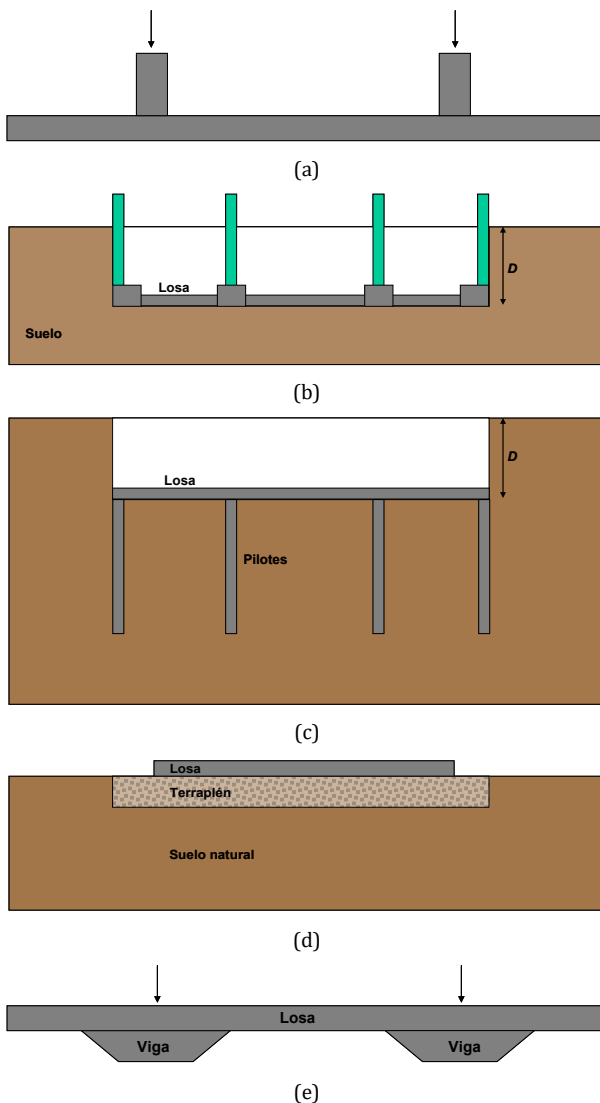 (a)
D
Losa
Suelo
(b)
D
Losa
Pilotes
(c)
Losa
Terraplén
Suelo natural
(d)
Losa
Viga Viga
(e)